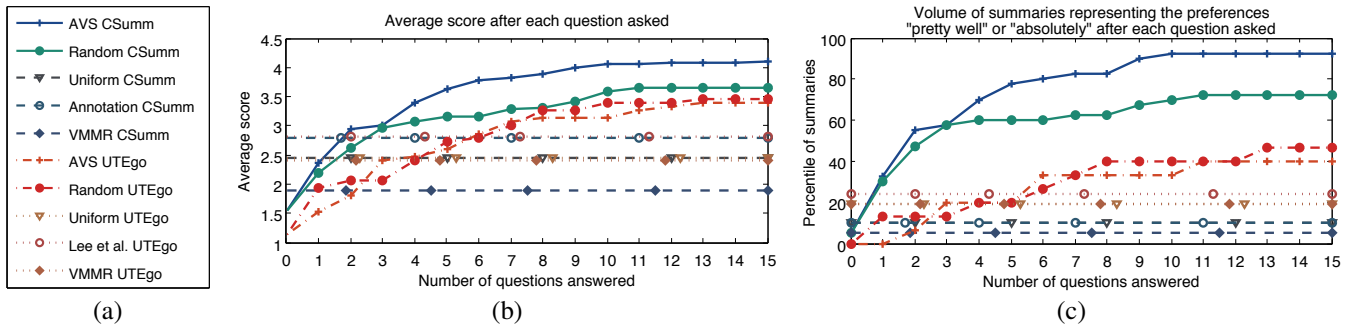 AVS CSumm
Random CSumm
Uniform CSumm
Annotation CSumm
VMMR CSumm
AVS UTEgo
Random UTEgo
Uniform UTEgo
Lee et al. UTEgo
VMMR UTEgo
(a)
Average score after each question asked
Average score
4.5
4
3.5
3
2.5
2
1.5
1
0 1 2 3 4 5 6 7 8 9 10 11 12 13 14 15
Number of questions answered
(b)
Volume of summaries representing the preferences
"pretty well" or "absolutely" after each question asked
Percentile of summaries
100
80
60
40
20
0
0 1 2 3 4 5 6 7 8 9 10 11 12 13 14 15
Number of questions answered
(c)